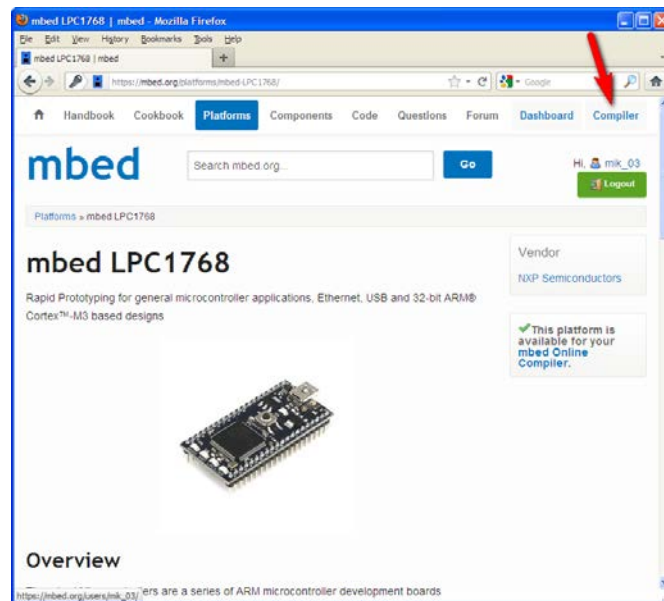 mbed LPC1768 | mbed - Mozilla Firefox
File Edit View History Bookmarks Tools Help
mbed LPC1768 | mbed
https://mbed.org/platforms/mbed-LPC1768/
Google
Handbook Cookbook Platforms Components Code Questions Forum Dashboard Compiler
mbed
Search mbed.org...
Go
Hi, mik_03
Logout
Platforms » mbed LPC1768
mbed LPC1768
Rapid Prototyping for general microcontroller applications, Ethernet, USB and 32-bit ARM®
Cortex™-M3 based designs
Vendor
NXP Semiconductors
This platform is
available for your
mbed Online
Compiler.
Overview
ers are a series of ARM microcontroller development boards
https://mbed.org/users/mik_03/